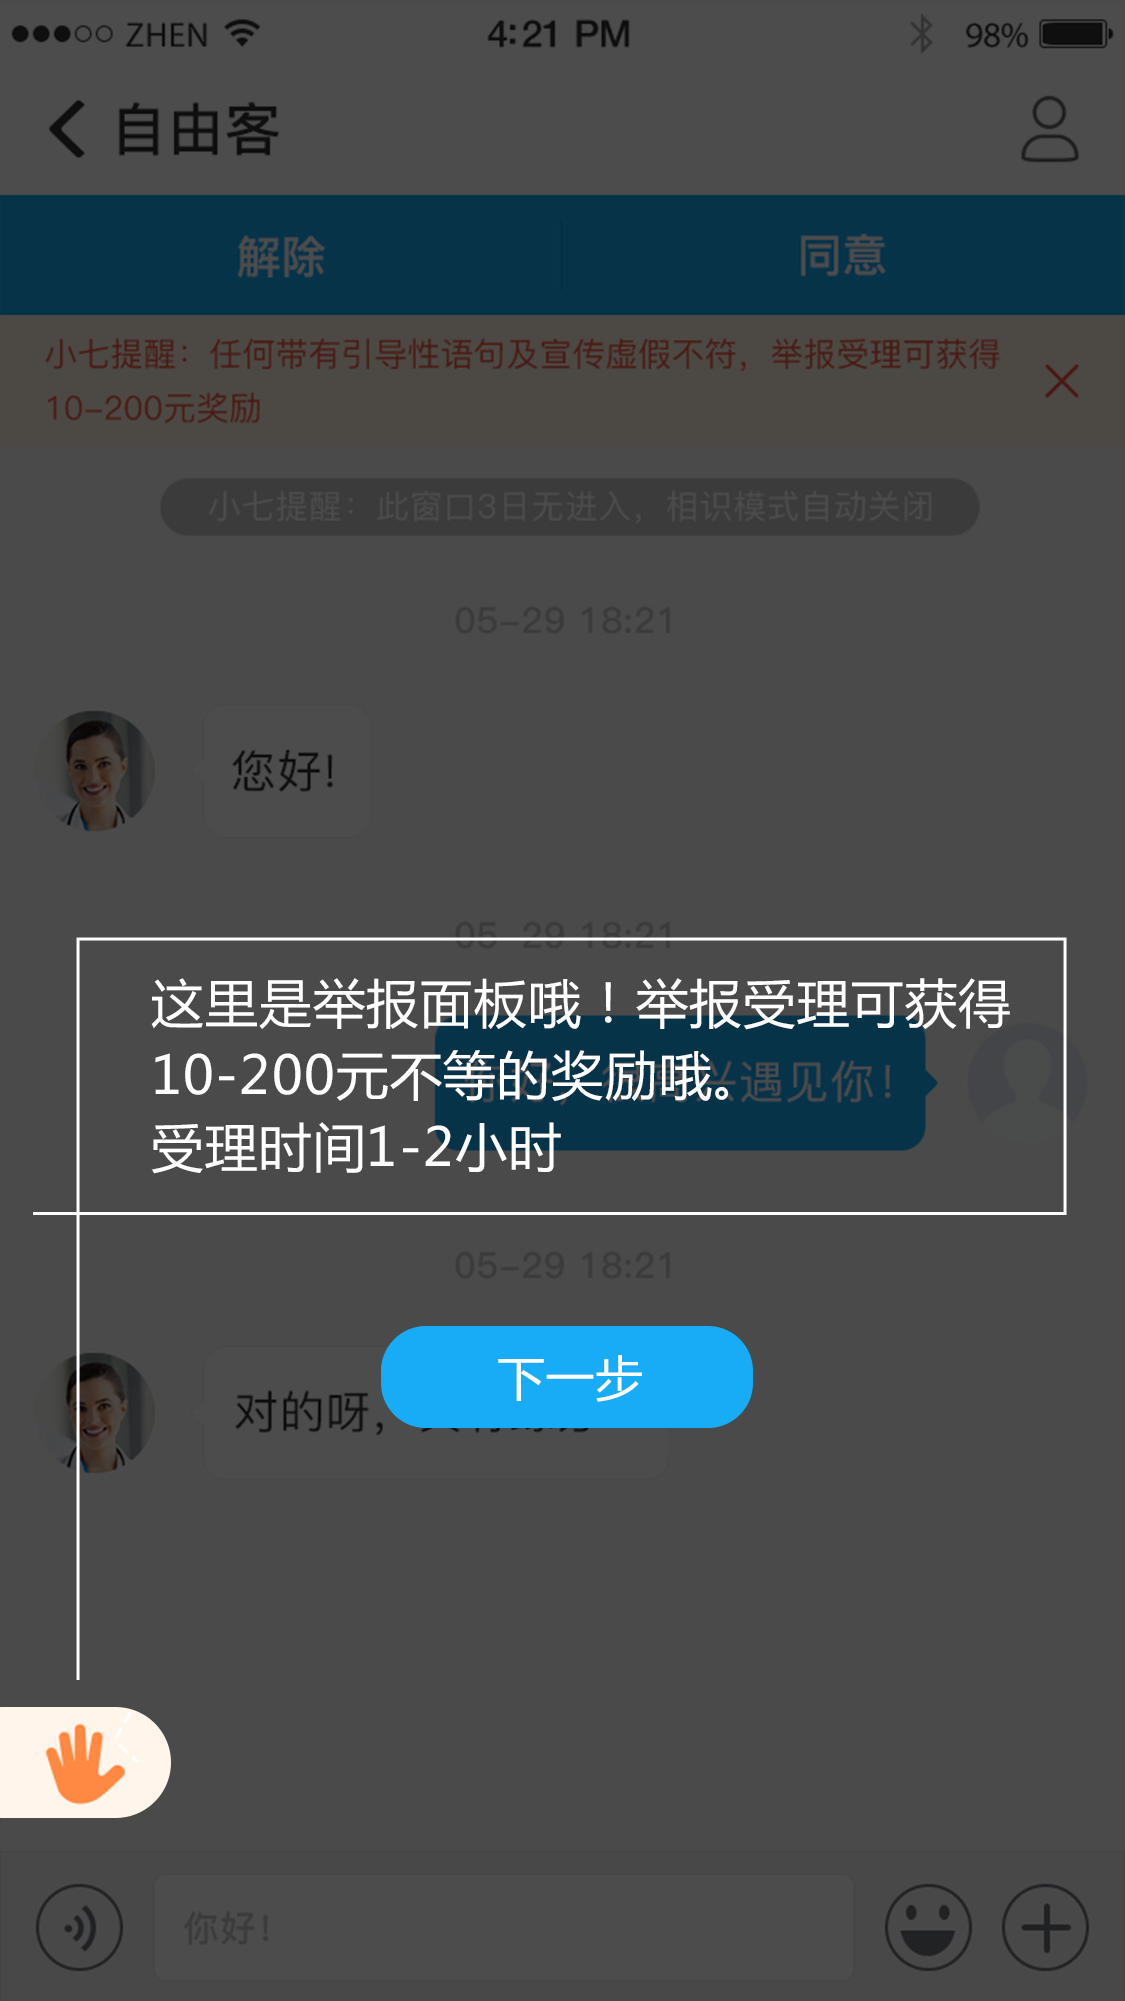 ZHEN 4:21 PM 98%
自由客
解除 同意
小七提醒：任何带有引导性语句及宣传虚假不符，举报受理可获得
10-200元奖励
小七提醒：此窗口3日无进入，相识模式自动关闭
05-29 18:21
您好！
05-29 18:21
这里是举报面板哦！举报受理可获得
10-200元不等的奖励哦。
受理时间1-2小时
兴遇见你！
05-29 18:21
下一步
对的呀，
你好！